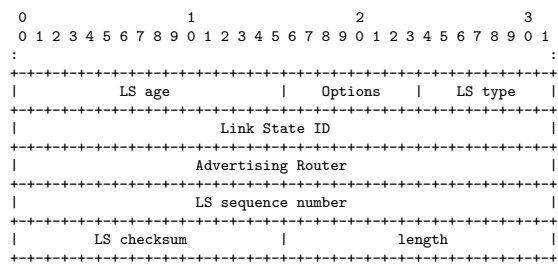 0                   1                   2                   3
0 1 2 3 4 5 6 7 8 9 0 1 2 3 4 5 6 7 8 9 0 1 2 3 4 5 6 7 8 9 0 1
:                                                               :
+-+-+-+-+-+-+-+-+-+-+-+-+-+-+-+-+-+-+-+-+-+-+-+-+-+-+-+-+-+-+-+-+
|            LS age             |    Options    |    LS type    |
+-+-+-+-+-+-+-+-+-+-+-+-+-+-+-+-+-+-+-+-+-+-+-+-+-+-+-+-+-+-+-+-+
|                        Link State ID                          |
+-+-+-+-+-+-+-+-+-+-+-+-+-+-+-+-+-+-+-+-+-+-+-+-+-+-+-+-+-+-+-+-+
|                     Advertising Router                        |
+-+-+-+-+-+-+-+-+-+-+-+-+-+-+-+-+-+-+-+-+-+-+-+-+-+-+-+-+-+-+-+-+
|                     LS sequence number                        |
+-+-+-+-+-+-+-+-+-+-+-+-+-+-+-+-+-+-+-+-+-+-+-+-+-+-+-+-+-+-+-+-+
|         LS checksum           |             length            |
+-+-+-+-+-+-+-+-+-+-+-+-+-+-+-+-+-+-+-+-+-+-+-+-+-+-+-+-+-+-+-+-+